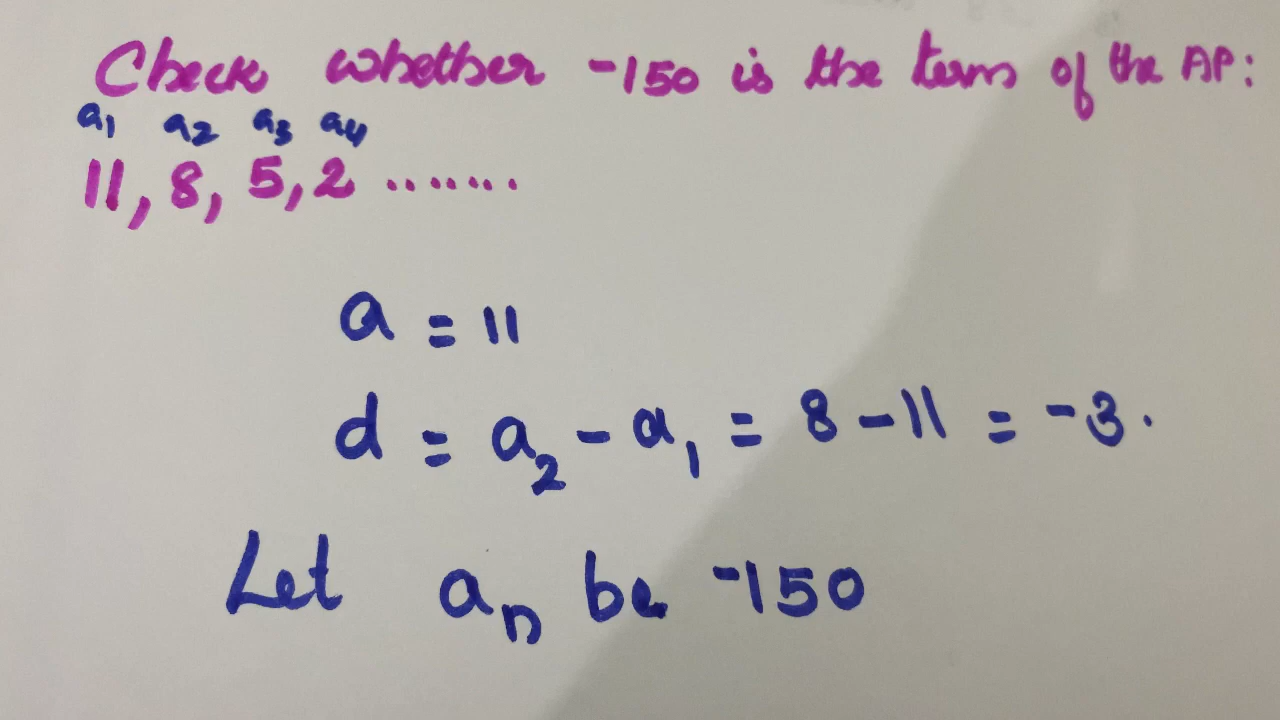 Check whether -150 is the term of the AP:
a1 a2 a3 a4
11, 8, 5, 2 .......
a = 11
d = a2 - a1 = 8 - 11 = -3.
Let an be -150